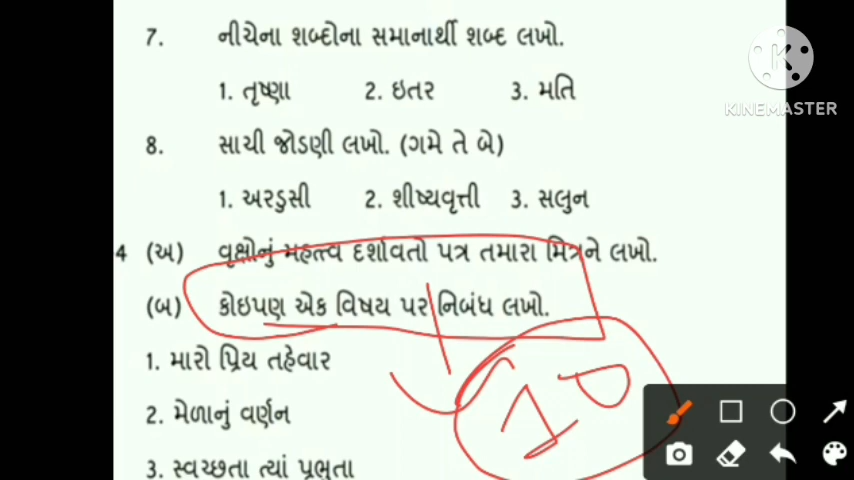 7. નીચેના શબ્દોના સમાનાર્થી શબ્દ લખો.
1. તૃષ્ણા 2. ઇતર 3. મતિ
KINEMASTER
8. સાચી જોડણી લખો. (ગમે તે બે)
1. અરડુસી 2. શીષ્યવૃત્તી 3. સલુન
4 (અ) વૃક્ષોનું મહત્ત્વ દર્શાવતો પત્ર તમારા મિત્રને લખો.
(બ) કોઇપણ એક વિષય પર નિબંધ લખો.
1. મારો પ્રિય તહેવાર
10
2. મેળાનું વર્ણન
3. સ્વચ્છતા ત્યાં પ્રભુતા